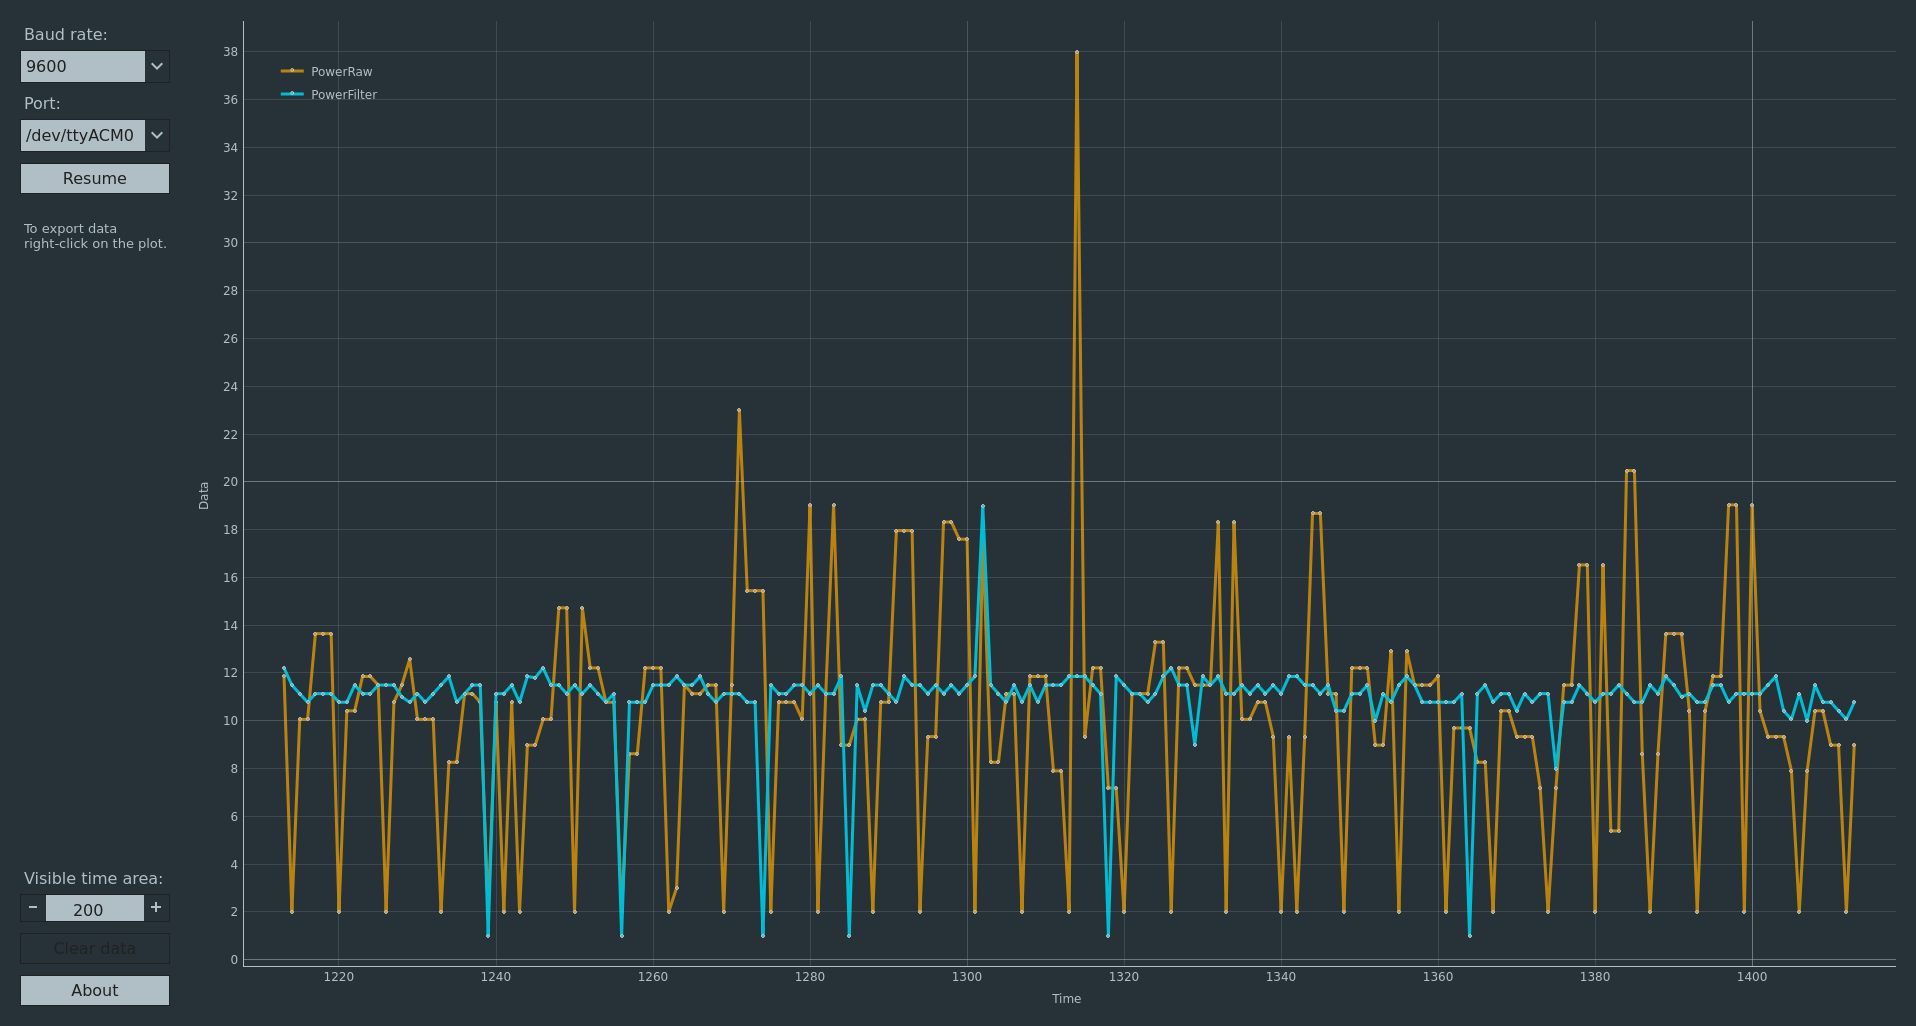 Baud rate:
9600
Port:
/dev/ttyACM0
Resume
To export data
right-click on the plot.
Visible time area:
− 200 +
Clear data
About
PowerRaw
PowerFilter
Data
38
36
34
32
30
28
26
24
22
20
18
16
14
12
10
8
6
4
2
0
1220 1240 1260 1280 1300 1320 1340 1360 1380 1400
Time